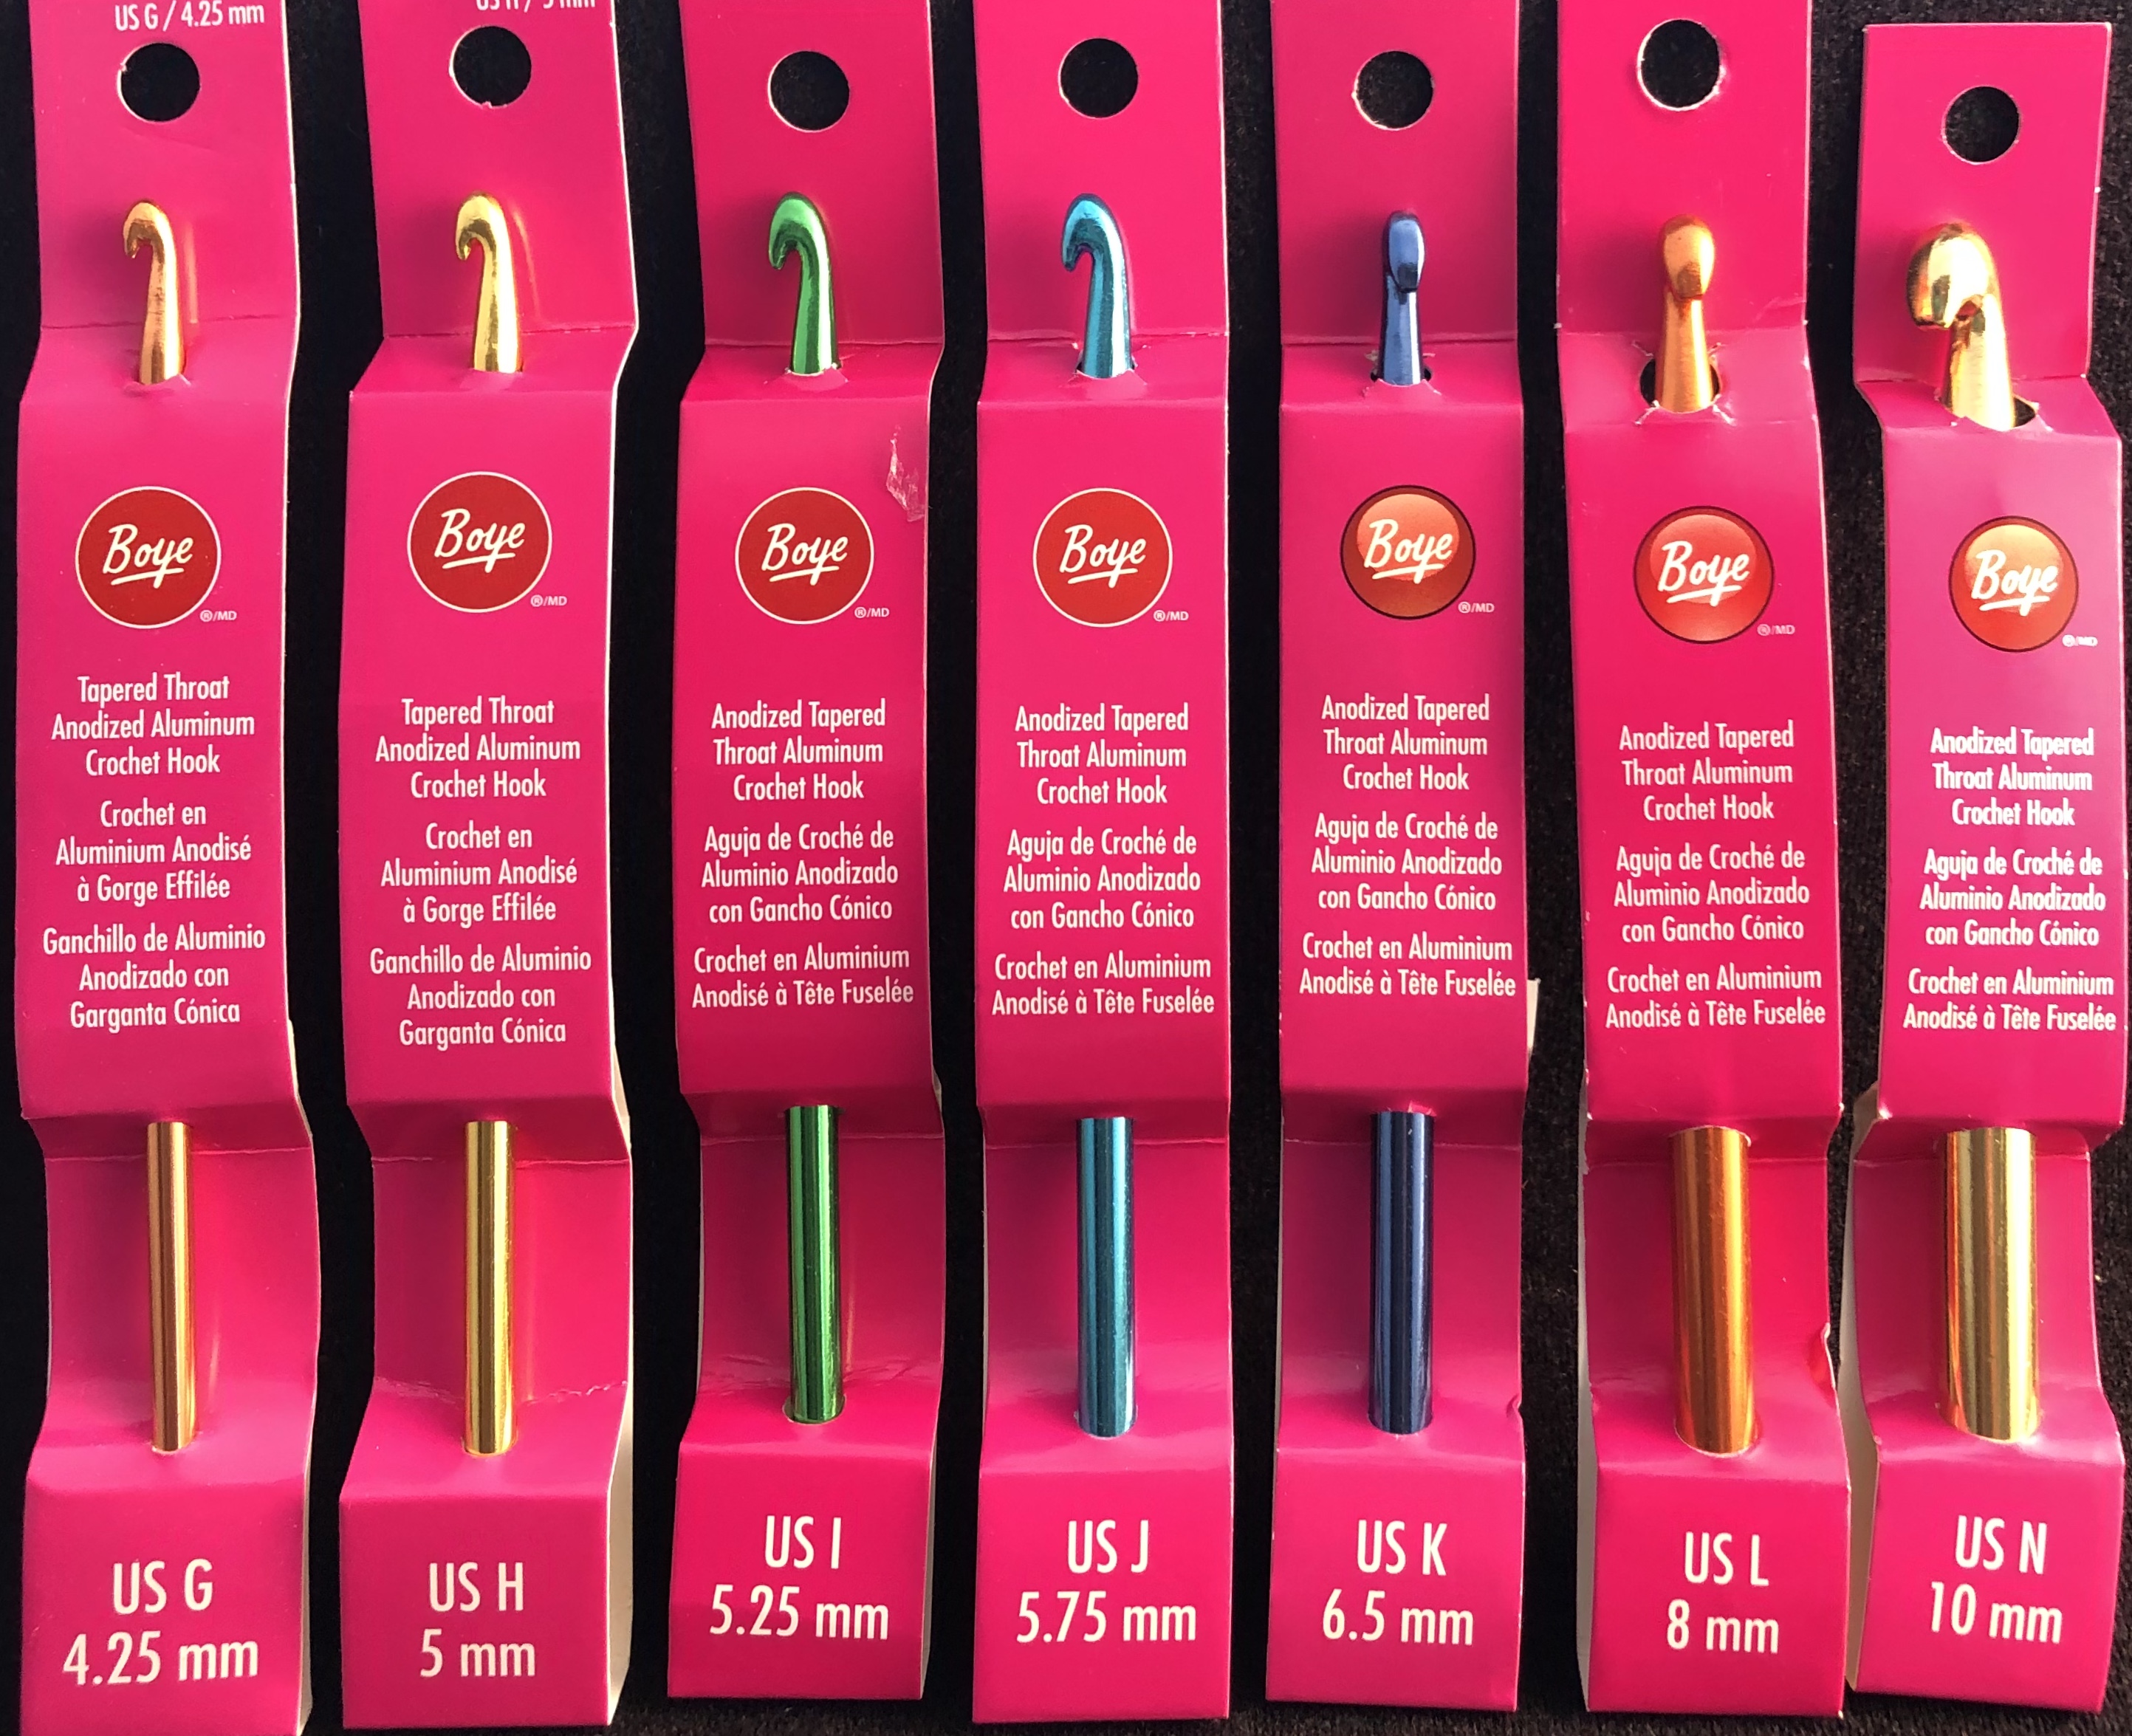 US G / 4.25 mm
Boye
®/MD
Tapered Throat
Anodized Aluminum
Crochet Hook
Crochet en
Aluminium Anodisé
à Gorge Effilée
Ganchillo de Aluminio
Anodizado con
Garganta Cónica
US G
4.25 mm
US H / 5 mm
Boye
®/MD
Tapered Throat
Anodized Aluminum
Crochet Hook
Crochet en
Aluminium Anodisé
à Gorge Effilée
Ganchillo de Aluminio
Anodizado con
Garganta Cónica
US H
5 mm
Boye
®/MD
Anodized Tapered
Throat Aluminum
Crochet Hook
Aguja de Croché de
Aluminio Anodizado
con Gancho Cónico
Crochet en Aluminium
Anodisé à Tête Fuselée
US I
5.25 mm
Boye
®/MD
Anodized Tapered
Throat Aluminum
Crochet Hook
Aguja de Croché de
Aluminio Anodizado
con Gancho Cónico
Crochet en Aluminium
Anodisé à Tête Fuselée
US J
5.75 mm
Boye
®/MD
Anodized Tapered
Throat Aluminum
Crochet Hook
Aguja de Croché de
Aluminio Anodizado
con Gancho Cónico
Crochet en Aluminium
Anodisé à Tête Fuselée
US K
6.5 mm
Boye
®/MD
Anodized Tapered
Throat Aluminum
Crochet Hook
Aguja de Croché de
Aluminio Anodizado
con Gancho Cónico
Crochet en Aluminium
Anodisé à Tête Fuselée
US L
8 mm
Boye
®/MD
Anodized Tapered
Throat Aluminum
Crochet Hook
Aguja de Croché de
Aluminio Anodizado
con Gancho Cónico
Crochet en Aluminium
Anodisé à Tête Fuselée
US N
10 mm